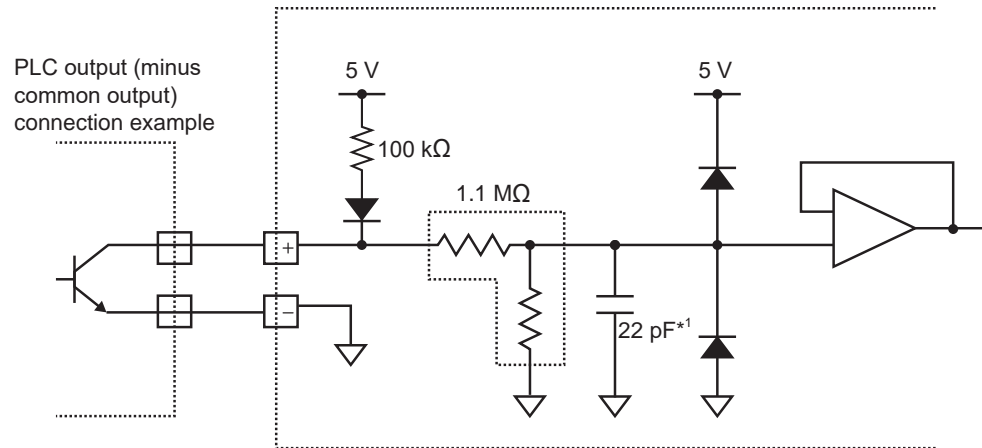 PLC output (minus
common output)
connection example
5 V
5 V
100 kΩ
1.1 MΩ
+
−
22 pF*1